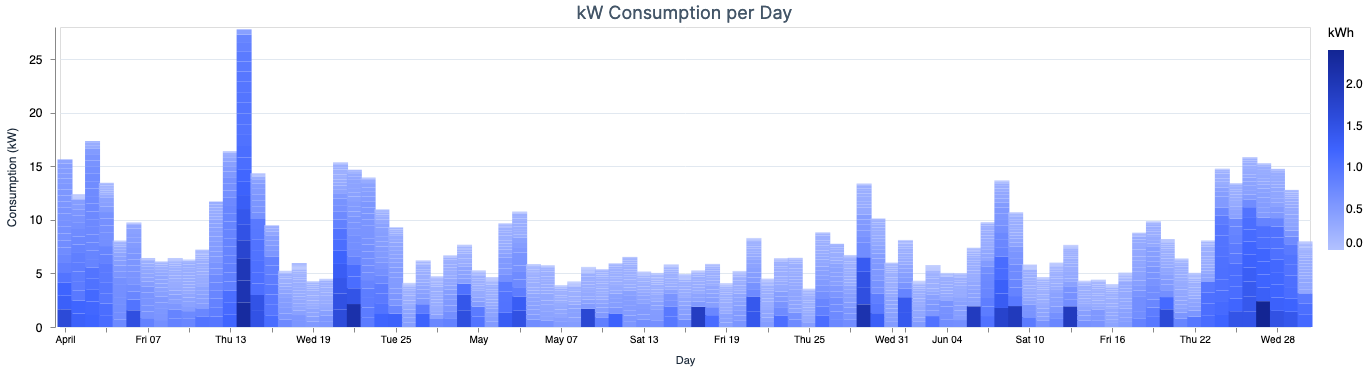 kW Consumption per Day
kWh
Consumption (kW)
25
20
15
10
5
0
2.0
1.5
1.0
0.5
0.0
April Fri 07 Thu 13 Wed 19 Tue 25 May May 07 Sat 13 Fri 19 Thu 25 Wed 31 Jun 04 Sat 10 Fri 16 Thu 22 Wed 28
Day